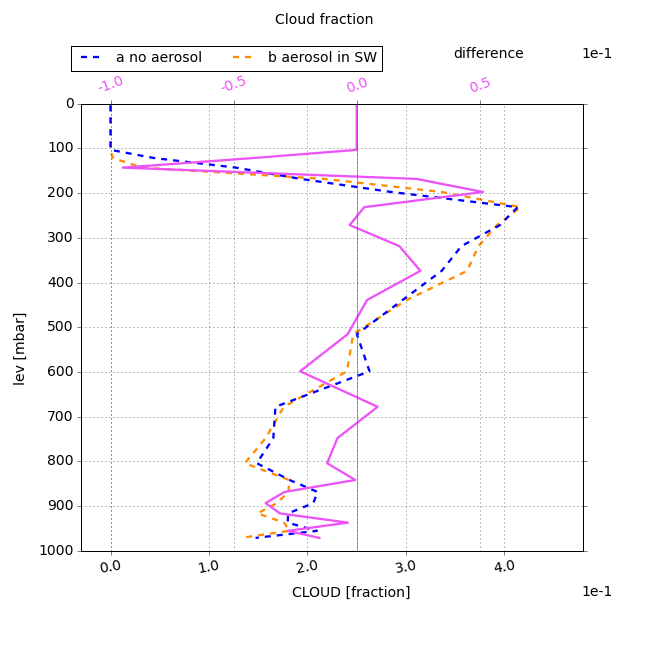 Cloud fraction
a no aerosol b aerosol in SW difference 1e-1
-1.0 -0.5 0.0 0.5
0
100
200
300
400
500
600
700
800
900
1000
lev [mbar]
0.0 1.0 2.0 3.0 4.0
CLOUD [fraction] 1e-1